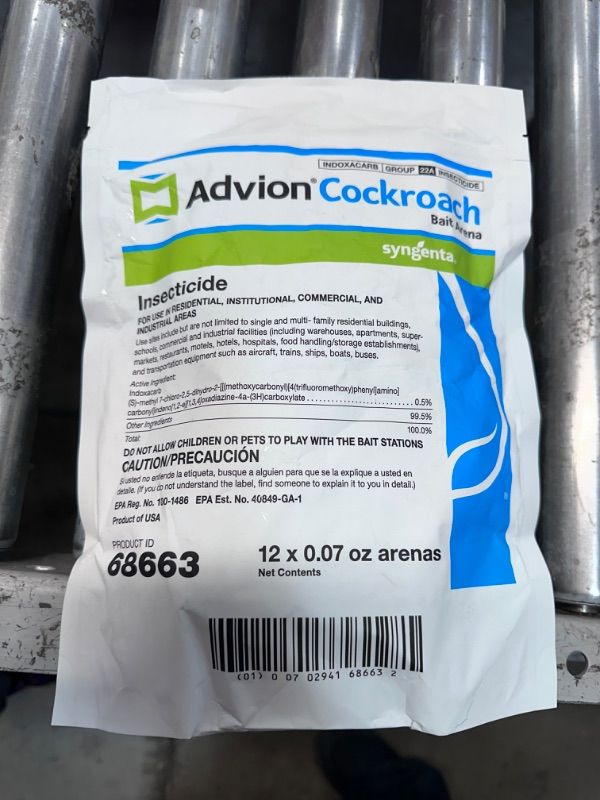 INDOXACARB GROUP 22A INSECTICIDE
Advion® Cockroach
Bait Arena
syngenta
Insecticide
FOR USE IN RESIDENTIAL, INSTITUTIONAL, COMMERCIAL, AND
INDUSTRIAL AREAS
Use sites include but are not limited to single and multi- family residential buildings,
schools, commercial and industrial facilities (including warehouses, apartments, super-
markets, restaurants, motels, hotels, hospitals, food handling/storage establishments),
and transportation equipment such as aircraft, trains, ships, boats, buses.
Active ingredient:
Indoxacarb
(S)-methyl 7-chloro-2,5-dihydro-2-[[(methoxycarbonyl)[4(trifluoromethoxy)phenyl]amino]
carbonyl]indeno[1,2-e][1,3,4]oxadiazine-4a-(3H)carboxylate ........................ 0.5%
Other Ingredients 99.5%
Total: 100.0%
DO NOT ALLOW CHILDREN OR PETS TO PLAY WITH THE BAIT STATIONS
CAUTION/PRECAUCIÓN
Si usted no entiende la etiqueta, busque a alguien para que se la explique a usted en
detalle. (If you do not understand the label, find someone to explain it to you in detail.)
EPA Reg. No. 100-1486 EPA Est. No. 40849-GA-1
Product of USA
PRODUCT ID
68663
12 x 0.07 oz arenas
Net Contents
(01) 0 07 02941 68663 2